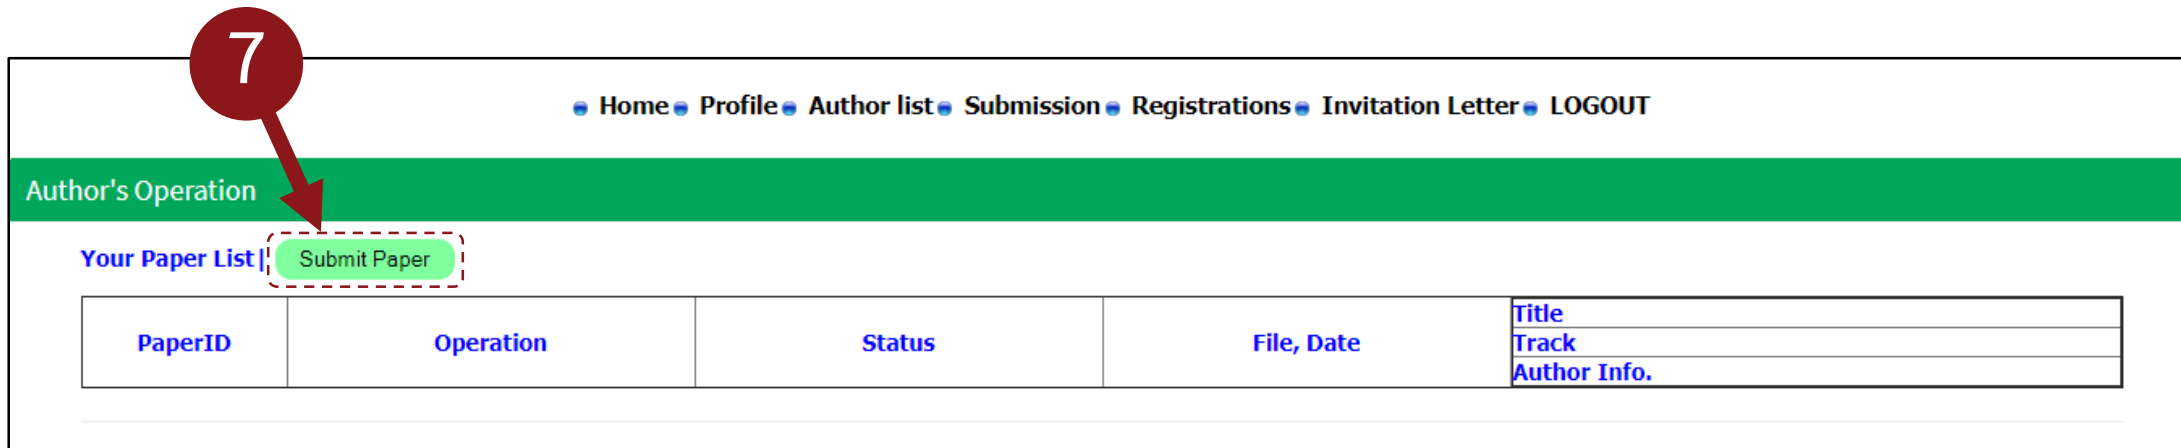 7
Home Profile Author list Submission Registrations Invitation Letter LOGOUT
Author's Operation
Your Paper List| Submit Paper
PaperID Operation Status File, Date Title
Track
Author Info.